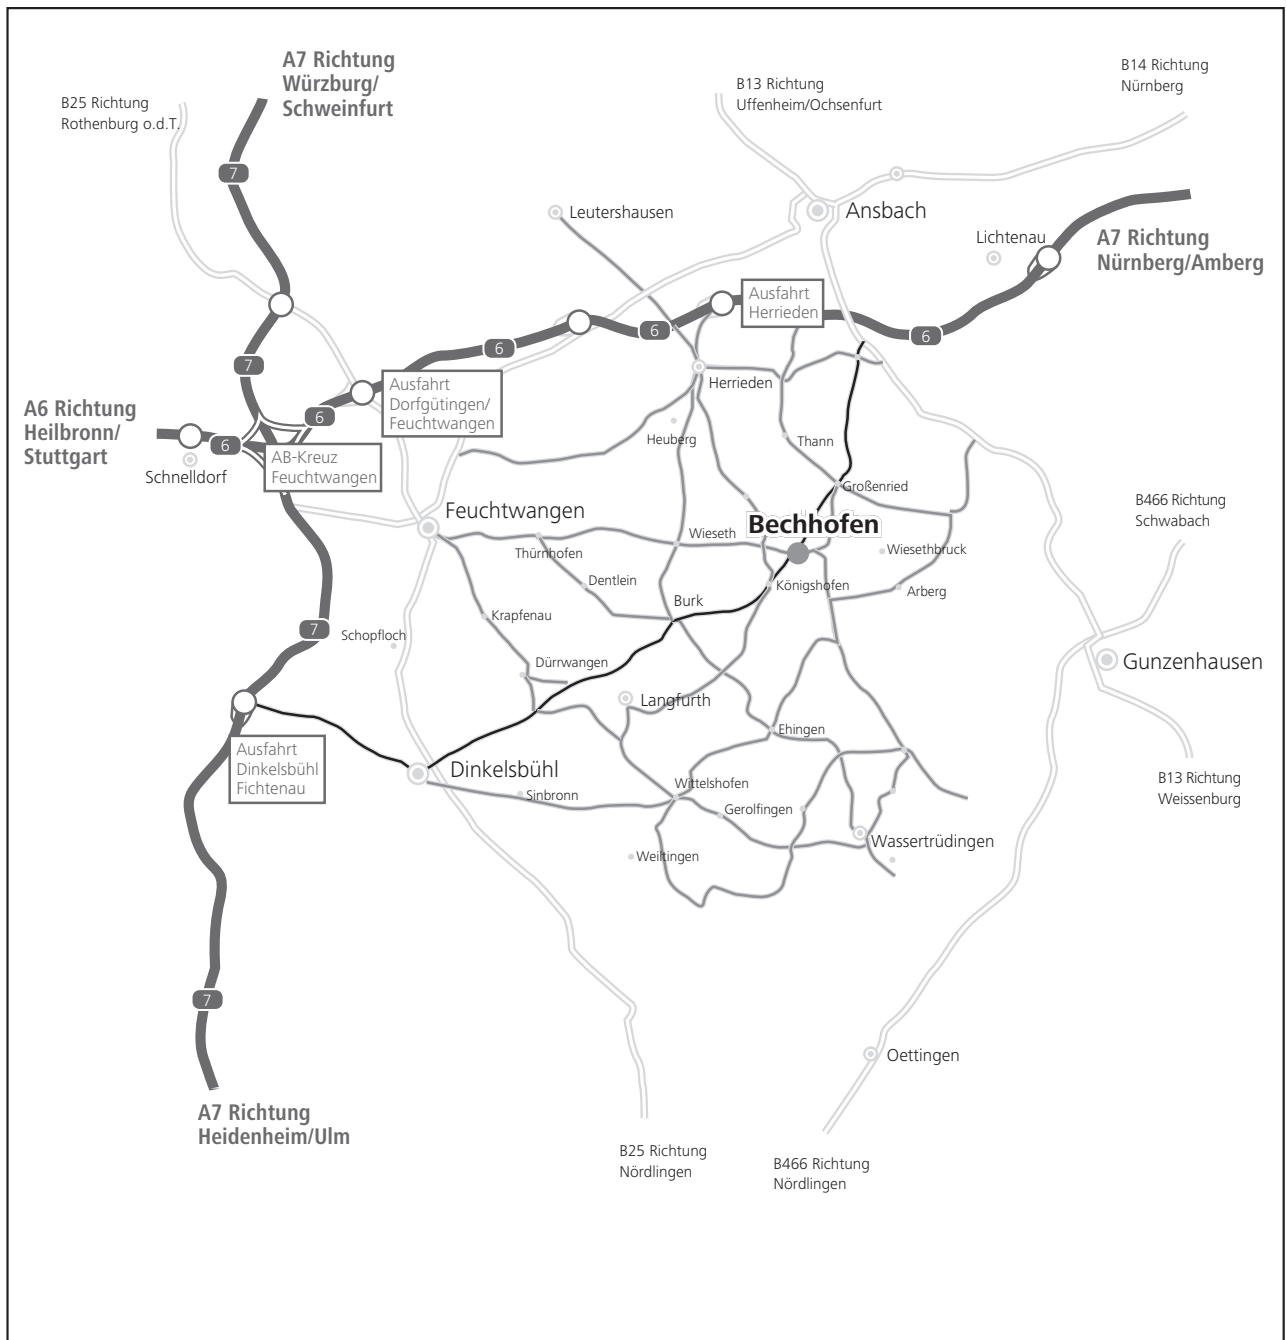 A7 Richtung
Würzburg/
Schweinfurt
B25 Richtung
Rothenburg o.d.T.
B13 Richtung
Uffenheim/Ochsenfurt
B14 Richtung
Nürnberg
7
Leutershausen
Ansbach
Lichtenau
A7 Richtung
Nürnberg/Amberg
Ausfahrt
Herrieden
6
6
6
7
Ausfahrt
Dorfgütingen/
Feuchtwangen
Herrieden
A6 Richtung
Heilbronn/
Stuttgart
6
6
Heuberg
Thann
AB-Kreuz
Feuchtwangen
Schnelldorf
Großenried
B466 Richtung
Schwabach
Feuchtwangen
Bechhofen
Wieseth
Thürnhofen
Wiesethbruck
Dentlein
Königshofen
Arberg
Burk
Krapfenau
7
Schopfloch
Dürrwangen
Gunzenhausen
Langfurth
Ehingen
Ausfahrt
Dinkelsbühl
Fichtenau
Dinkelsbühl
Sinbronn
Wittelshofen
B13 Richtung
Weissenburg
Gerolfingen
Wassertrüdingen
Weiltingen
7
Oettingen
A7 Richtung
Heidenheim/Ulm
B25 Richtung
Nördlingen
B466 Richtung
Nördlingen